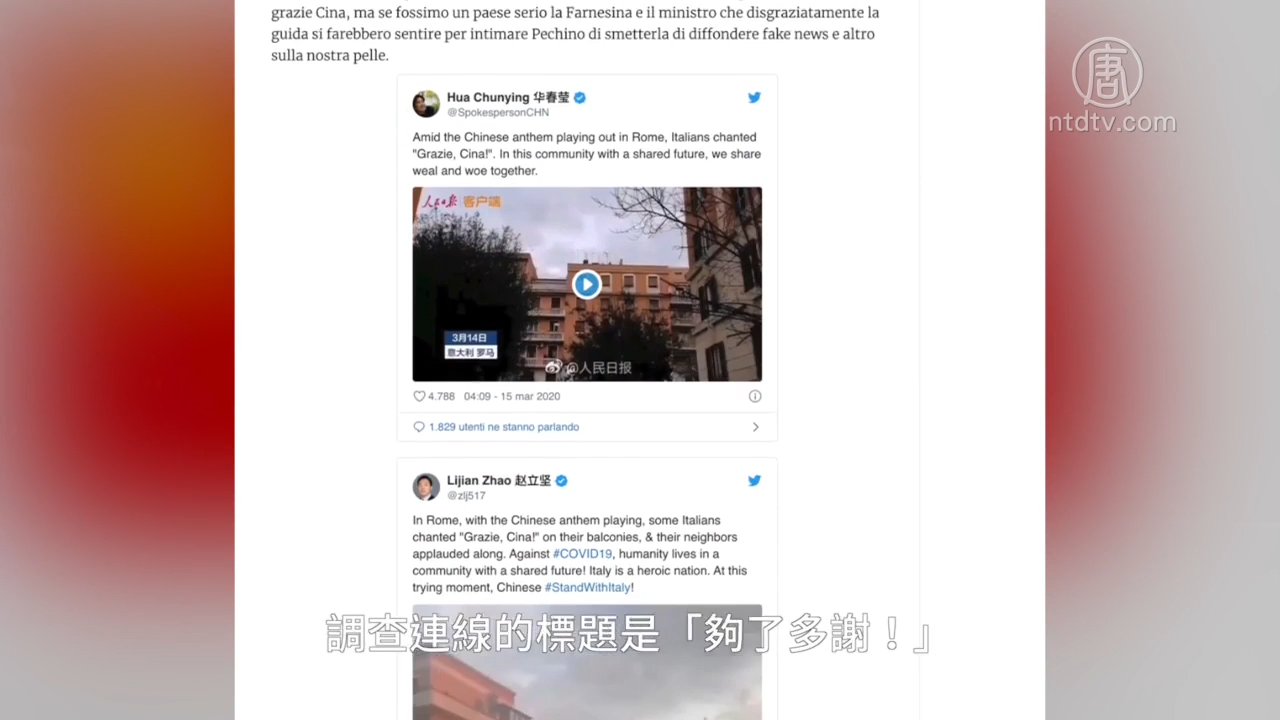 grazie Cina, ma se fossimo un paese serio la Farnesina e il ministro che disgraziatamente la
guida si farebbero sentire per intimare Pechino di smetterla di diffondere fake news e altro
sulla nostra pelle.
唐
ntdtv.com
Hua Chunying 华春莹
@SpokespersonCHN
Amid the Chinese anthem playing out in Rome, Italians chanted
"Grazie, Cina!". In this community with a shared future, we share
weal and woe together.
人民日报 客户端
3月14日
意大利 罗马
@人民日报
4.788 04:09 - 15 mar 2020
1.829 utenti ne stanno parlando
Lijian Zhao 赵立坚
@zlj517
In Rome, with the Chinese anthem playing, some Italians
chanted "Grazie, Cina!" on their balconies, & their neighbors
applauded along. Against #COVID19, humanity lives in a
community with a shared future! Italy is a heroic nation. At this
trying moment, Chinese #StandWithItaly!
調查連線的標題是「夠了多謝！」